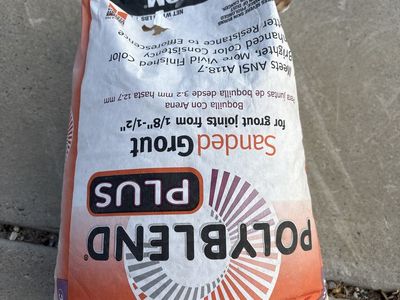 POLYBLEND®
PLUS
Sanded Grout
for grout joints from 1/8"-1/2"
Boquilla Con Arena
Para juntas de boquilla desde 3.2 mm hasta 12.7 mm
Meets ANSI A118.7
Brighter, More Vivid Finished Color
Enhanced Color Consistency
Better Resistance to Efflorescence